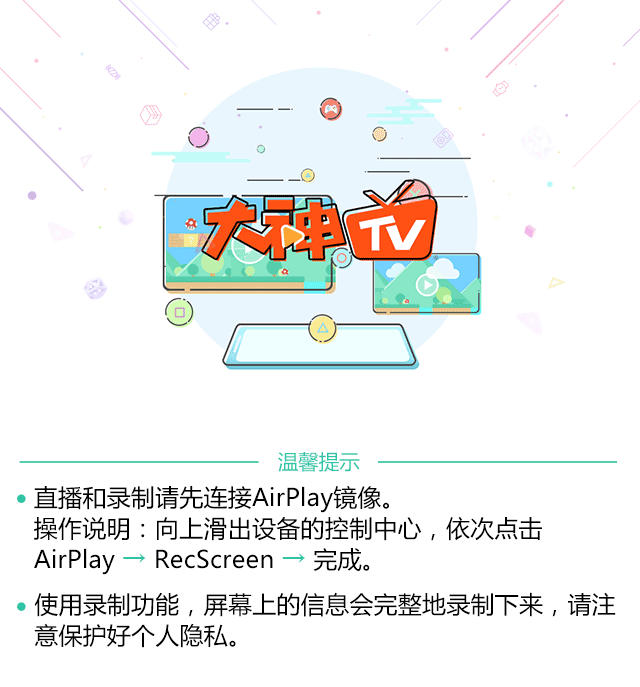 大神TV
温馨提示
直播和录制请先连接AirPlay镜像。
操作说明：向上滑出设备的控制中心，依次点击
AirPlay → RecScreen → 完成。
使用录制功能，屏幕上的信息会完整地录制下来，请注
意保护好个人隐私。